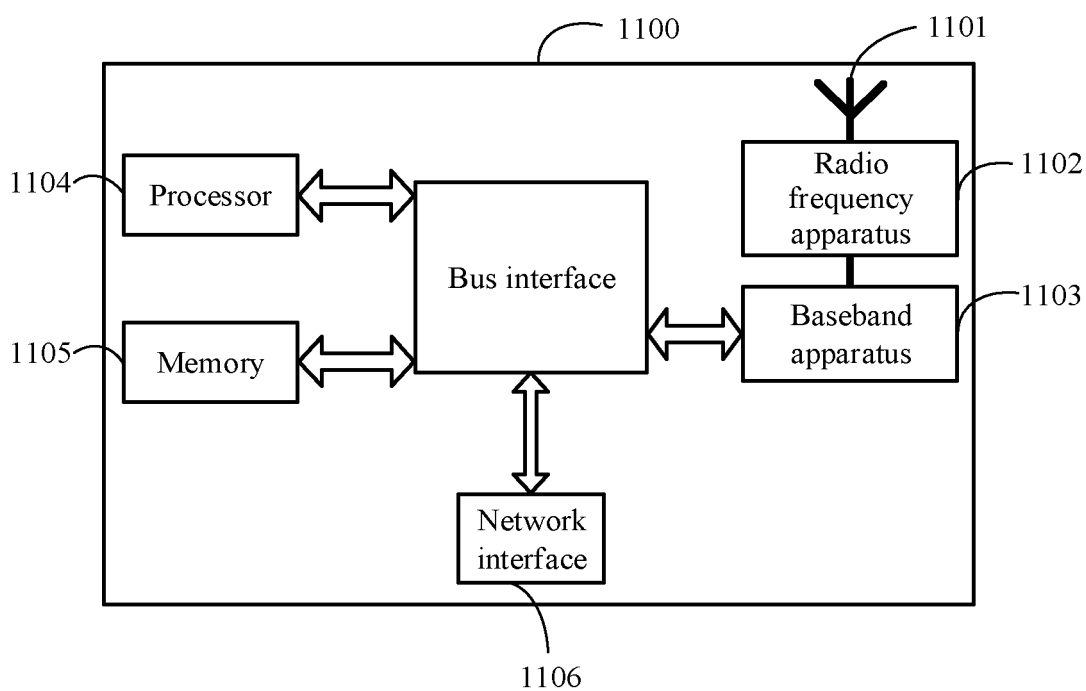 1100
1101
1104
Processor
Radio
frequency
apparatus
1102
Bus interface
1105
Memory
Baseband
apparatus
1103
Network
interface
1106